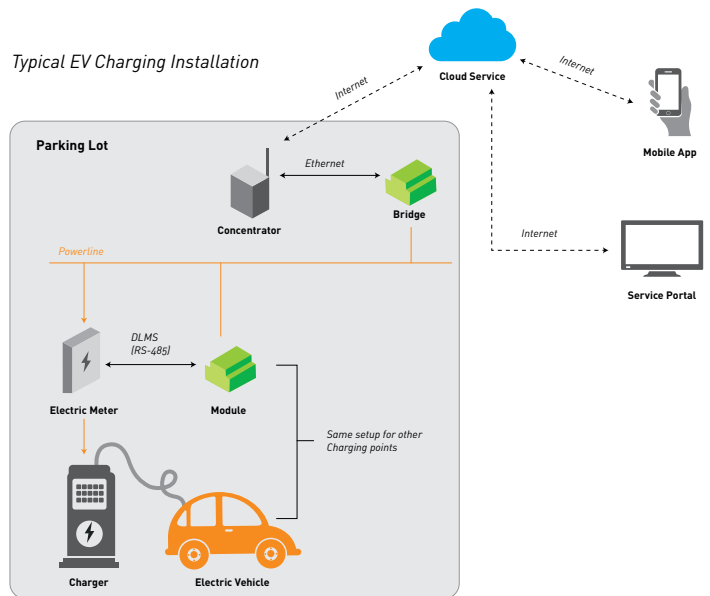 Typical EV Charging Installation
Cloud Service
Internet
Internet
Mobile App
Parking Lot
Ethernet
Concentrator
Bridge
Internet
Service Portal
Powerline
DLMS
(RS-485)
Electric Meter
Module
Same setup for other
Charging points
Charger
Electric Vehicle